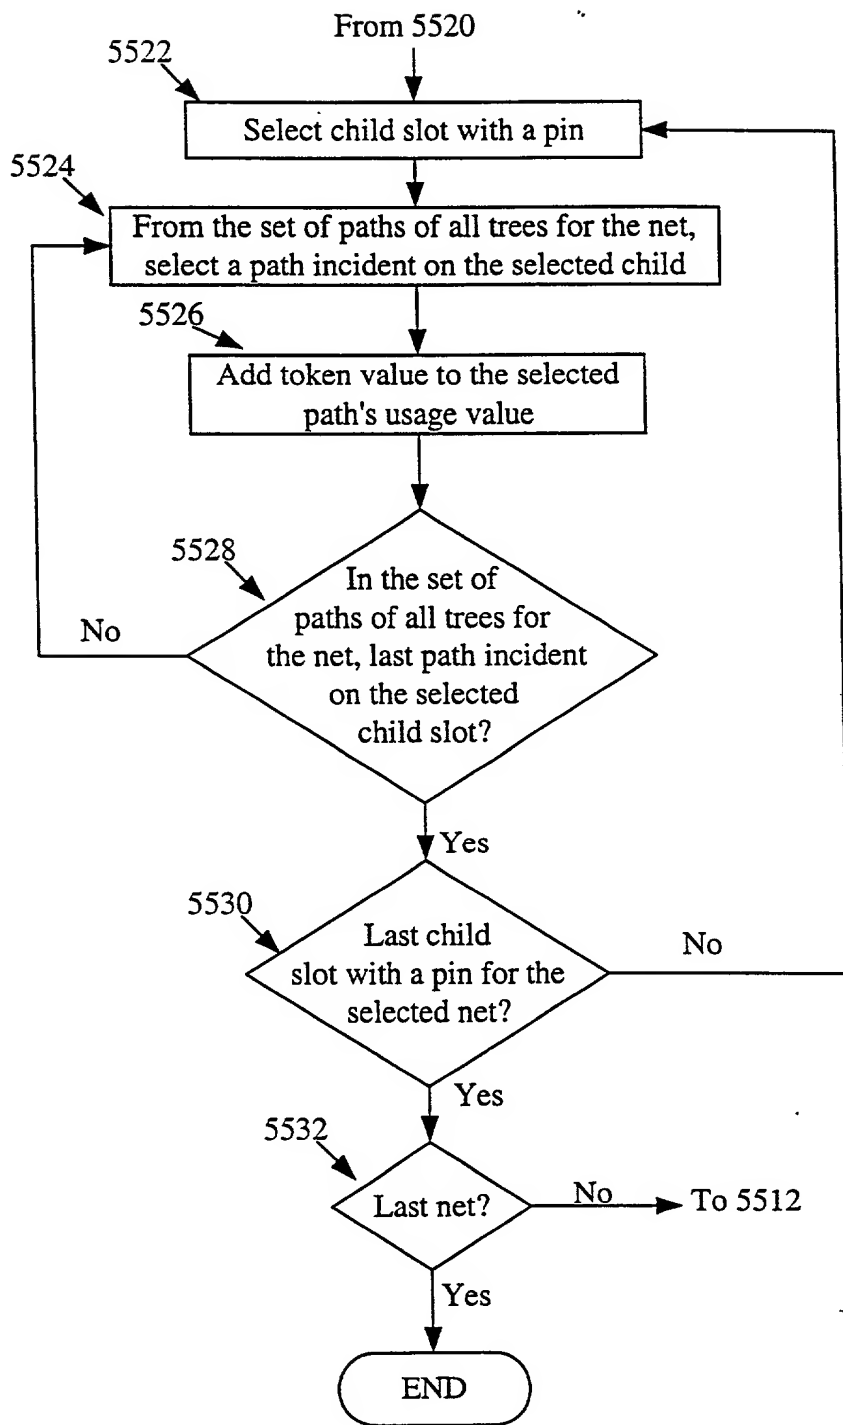 From 5520
5522
Select child slot with a pin
5524
From the set of paths of all trees for the net,
select a path incident on the selected child
5526
Add token value to the selected
path's usage value
5528
In the set of
paths of all trees for
the net, last path incident
on the selected
child slot?
No
Yes
5530
Last child
slot with a pin for the
selected net?
No
Yes
5532
Last net?
No
To 5512
Yes
END